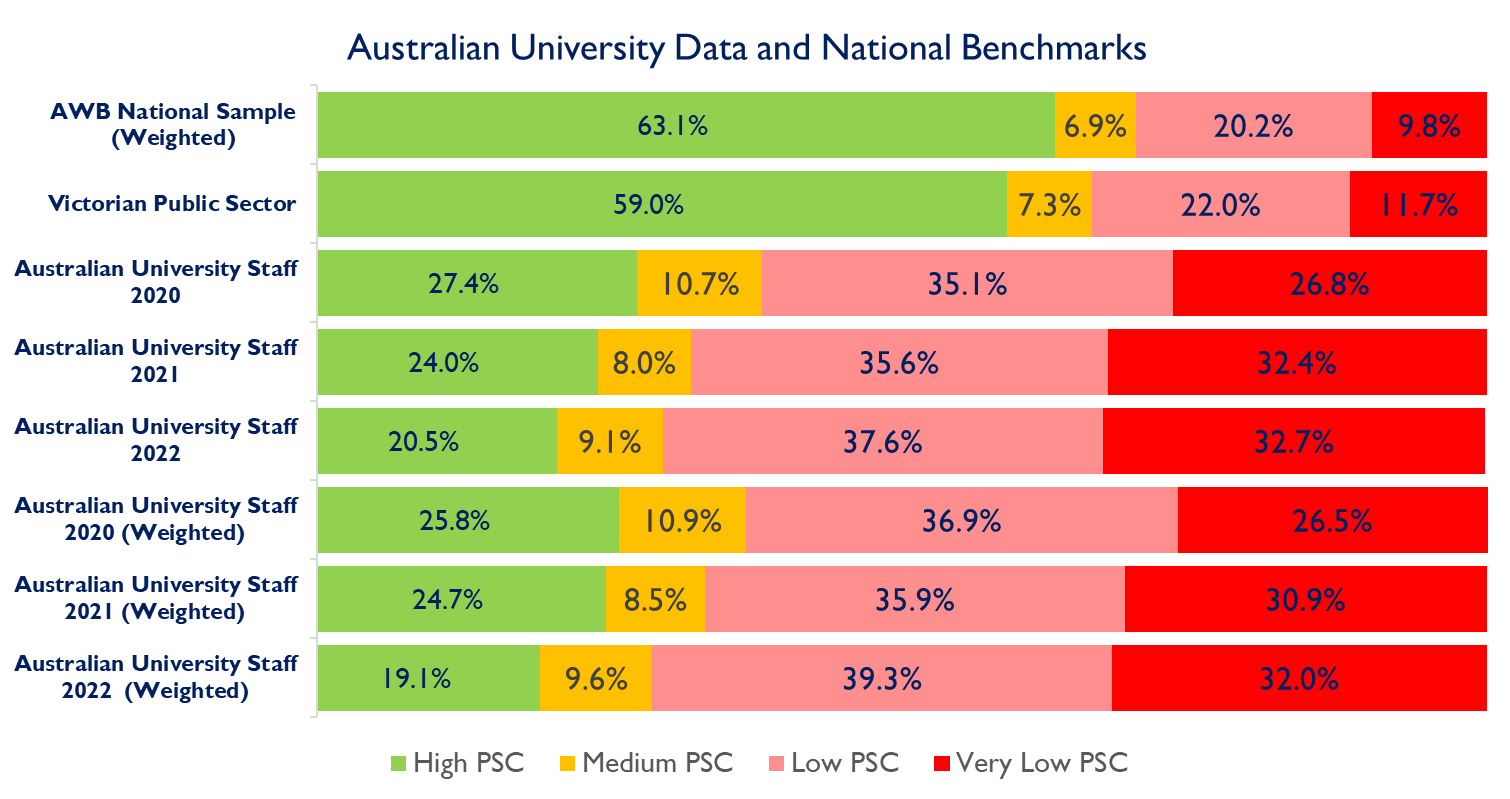 Australian University Data and National Benchmarks
AWB National Sample
(Weighted)
63.1%
6.9%
20.2%
9.8%
Victorian Public Sector
59.0%
7.3%
22.0%
11.7%
Australian University Staff
2020
27.4%
10.7%
35.1%
26.8%
Australian University Staff
2021
24.0%
8.0%
35.6%
32.4%
Australian University Staff
2022
20.5%
9.1%
37.6%
32.7%
Australian University Staff
2020 (Weighted)
25.8%
10.9%
36.9%
26.5%
Australian University Staff
2021 (Weighted)
24.7%
8.5%
35.9%
30.9%
Australian University Staff
2022 (Weighted)
19.1%
9.6%
39.3%
32.0%
High PSC
Medium PSC
Low PSC
Very Low PSC